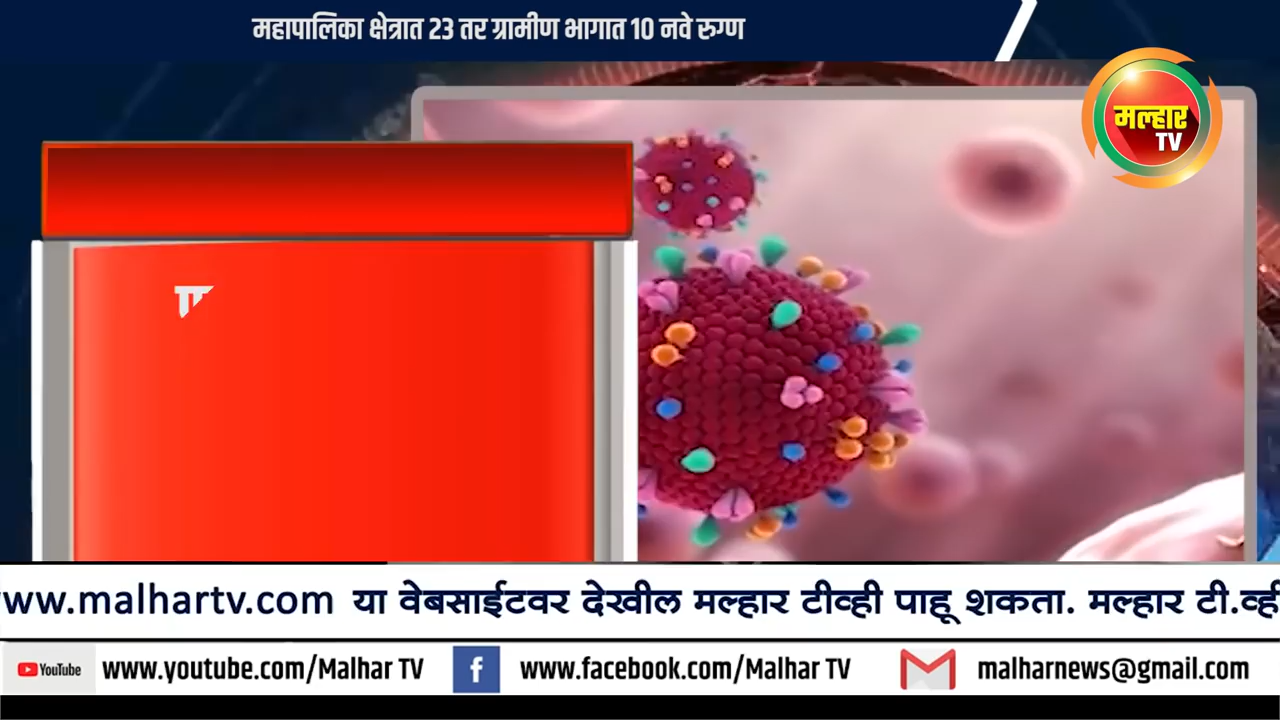 महापालिका क्षेत्रात 23 तर ग्रामीण भागात 10 नवे रुग्ण
मल्हार
TV
www.malhartv.com या वेबसाईटवर देखील मल्हार टीव्ही पाहू शकता. मल्हार टी.व्ही
YouTube www.youtube.com/Malhar TV www.facebook.com/Malhar TV malharnews@gmail.com